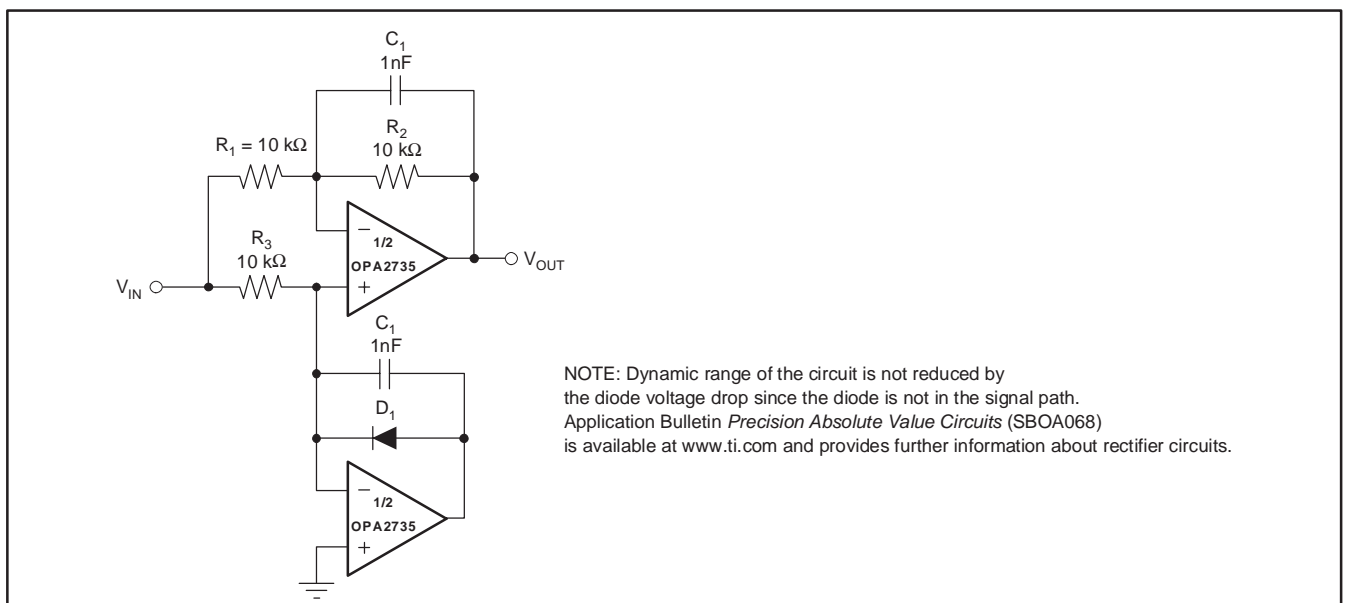 C1
1nF
R2
10 kΩ
R1 = 10 kΩ
−
1/2
OPA2735
+
R3
10 kΩ
VIN
VOUT
C1
1nF
D1
−
1/2
OPA2735
+
NOTE: Dynamic range of the circuit is not reduced by
the diode voltage drop since the diode is not in the signal path.
Application Bulletin Precision Absolute Value Circuits (SBOA068)
is available at www.ti.com and provides further information about rectifier circuits.